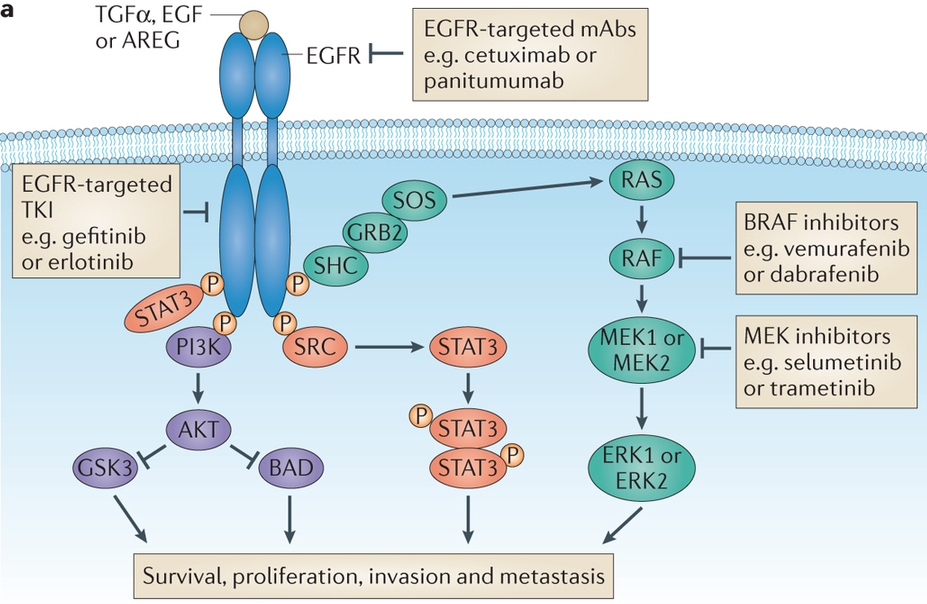 a
TGFα, EGF
or AREG
EGFR
EGFR-targeted mAbs
e.g. cetuximab or
panitumumab
EGFR-targeted
TKI
e.g. gefitinib
or erlotinib
SOS
GRB2
SHC
RAS
RAF
BRAF inhibitors
e.g. vemurafenib
or dabrafenib
P
P
P
P
STAT3
PI3K
SRC
STAT3
MEK1 or
MEK2
MEK inhibitors
e.g. selumetinib
or trametinib
AKT
P
STAT3
STAT3
P
GSK3
BAD
ERK1 or
ERK2
Survival, proliferation, invasion and metastasis